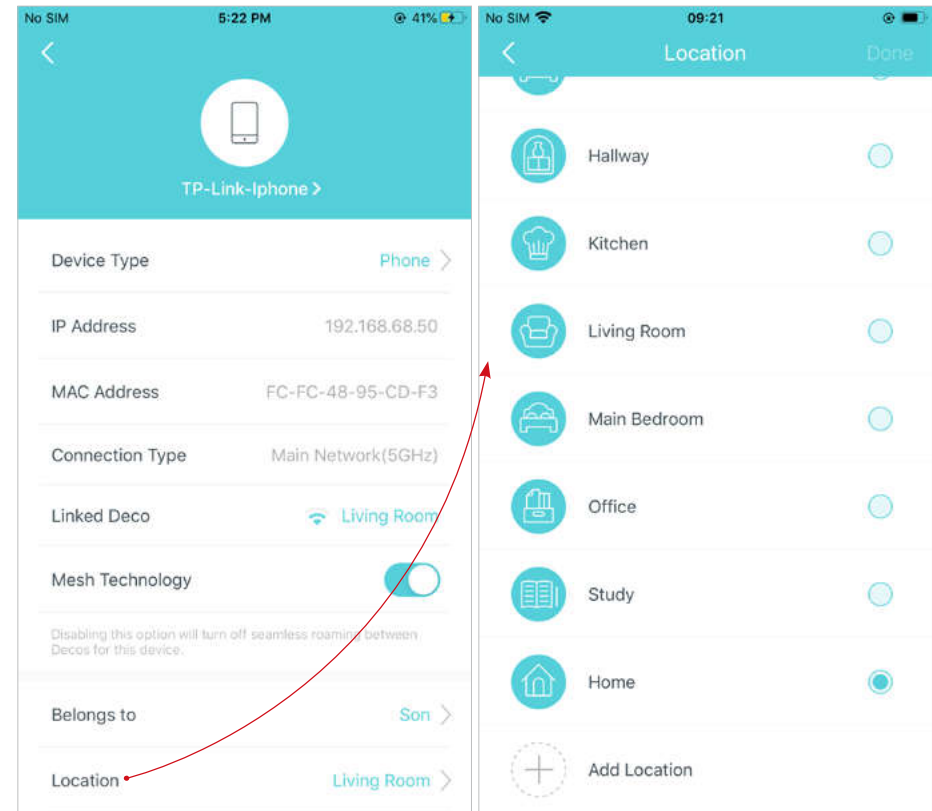 No SIM 5:22 PM 41%
TP-Link-Iphone >
Device Type Phone >
IP Address 192.168.68.50
MAC Address FC-FC-48-95-CD-F3
Connection Type Main Network(5GHz)
Linked Deco Living Room
Mesh Technology
Disabling this option will turn off seamless roaming between
Decos for this device.
Belongs to Son >
Location Living Room >
No SIM 09:21
Location Done
Hallway
Kitchen
Living Room
Main Bedroom
Office
Study
Home
Add Location